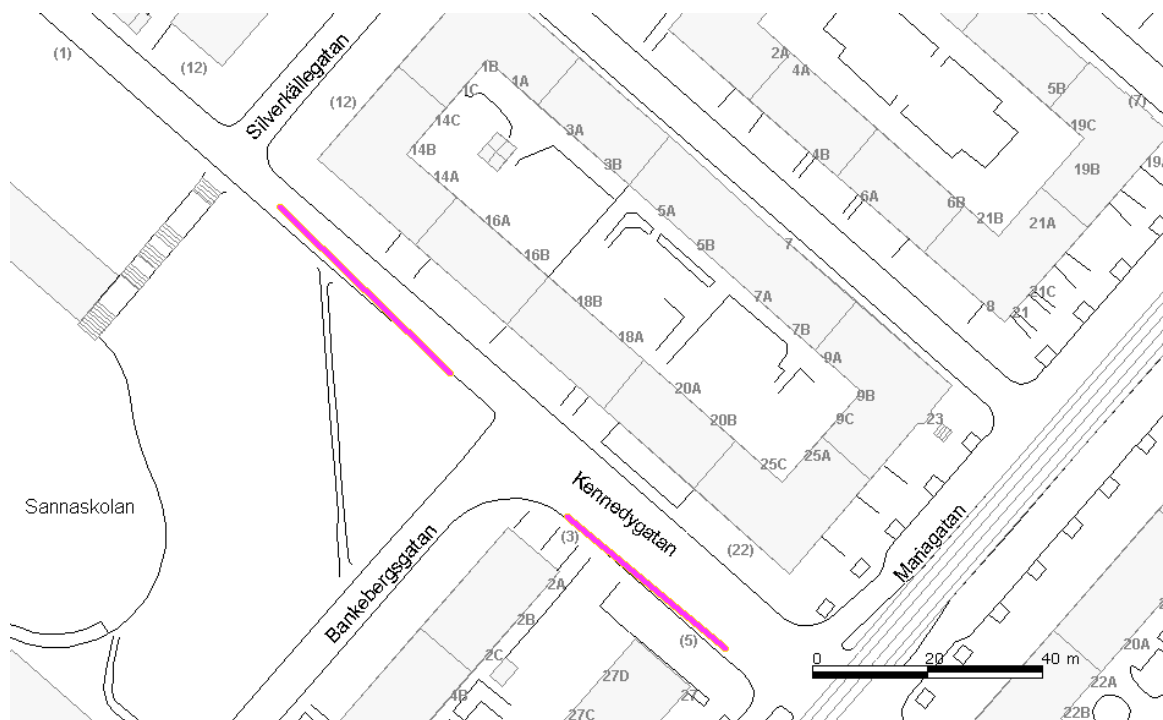 (1)
(12)
Silverkällegatan
(12)
1B
1A
1C
14C
3A
14B
3B
14A
2A
4A
5B
(7)
19C
4B
19B
6A
6B
21B
21A
16A
5A
7
16B
5B
18B
7A
21C
8
21
18A
7B
9A
20A
9B
20B
9C
23
25C
25A
Sannaskolan
Kennedygatan
(3)
(22)
Mariagatan
Bankebergsgatan
2A
2B
2C
(5)
4B
27D
27
27C
0
20
40 m
20A
22A
22B